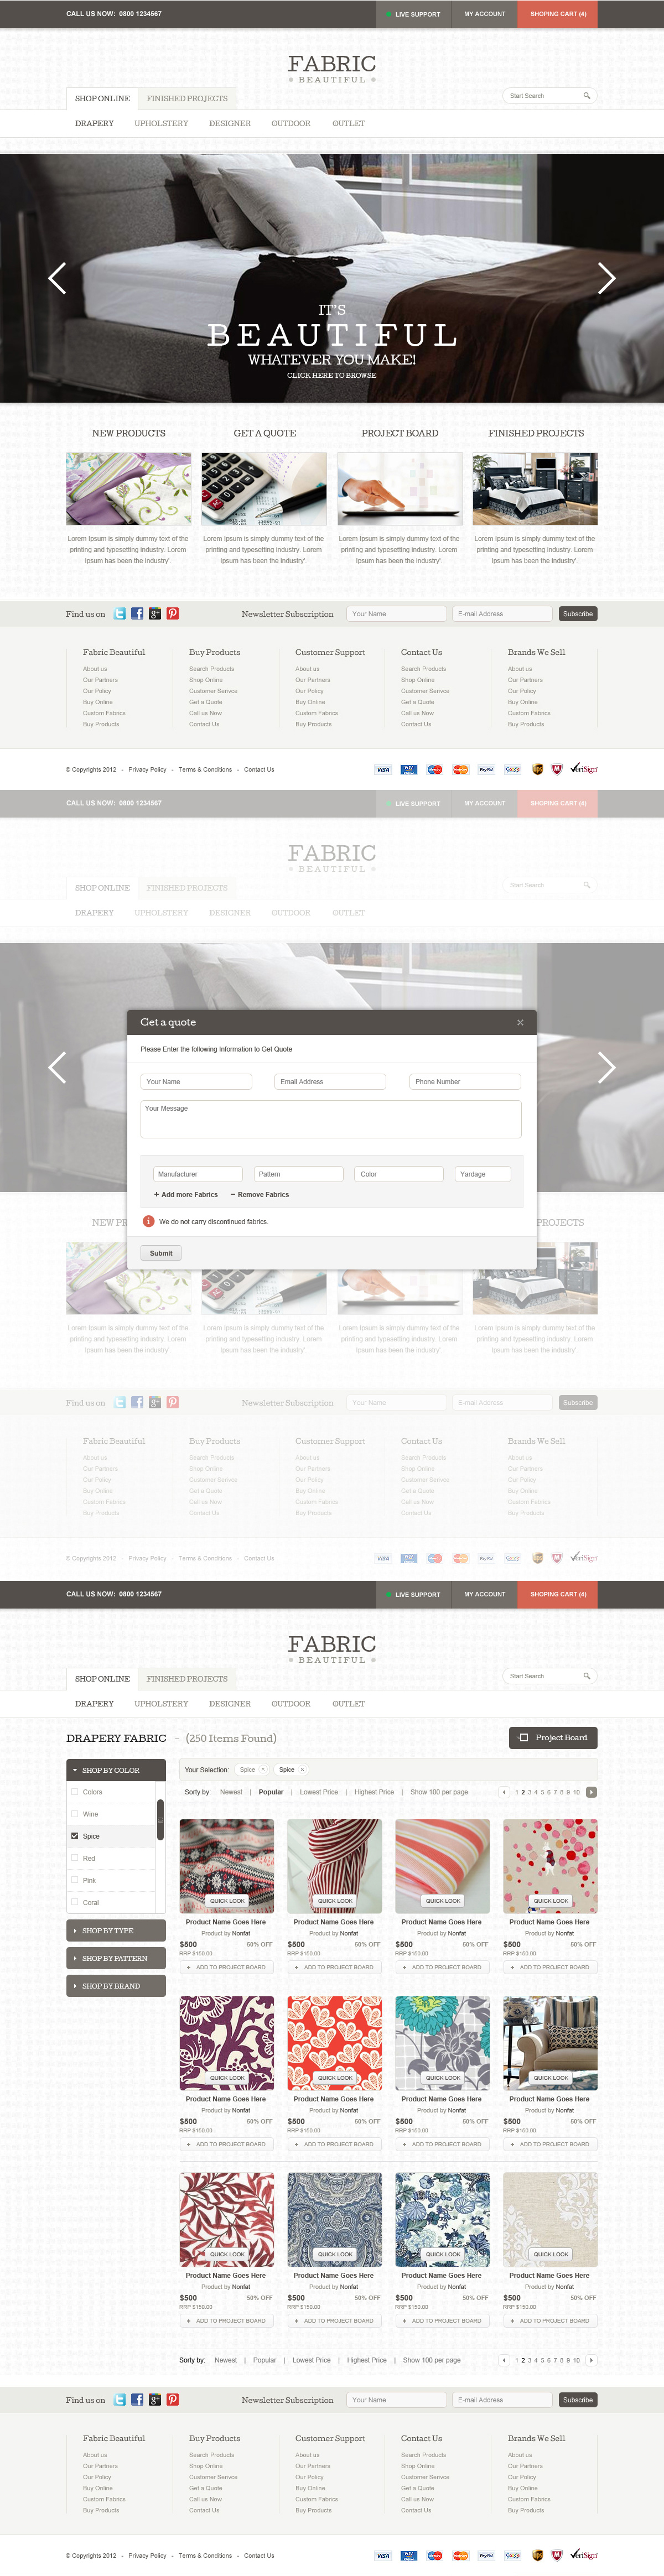 CALL US NOW: 0800 1234567 LIVE SUPPORT MY ACCOUNT SHOPING CART (4)
FABRIC
BEAUTIFUL
SHOP ONLINE FINISHED PROJECTS Start Search
DRAPERY UPHOLSTERY DESIGNER OUTDOOR OUTLET
IT'S
BEAUTIFUL
WHATEVER YOU MAKE!
CLICK HERE TO BROWSE
NEW PRODUCTS GET A QUOTE PROJECT BOARD FINISHED PROJECTS
Lorem Ipsum is simply dummy text of the Lorem Ipsum is simply dummy text of the Lorem Ipsum is simply dummy text of the Lorem Ipsum is simply dummy text of the
printing and typesetting industry. Lorem printing and typesetting industry. Lorem printing and typesetting industry. Lorem printing and typesetting industry. Lorem
Ipsum has been the industry'. Ipsum has been the industry'. Ipsum has been the industry'. Ipsum has been the industry'.
Find us on Newsletter Subscription Your Name E-mail Address Subscribe
Fabric Beautiful Buy Products Customer Support Contact Us Brands We Sell
About us Search Products About us Search Products About us
Our Partners Shop Online Our Partners Shop Online Our Partners
Our Policy Customer Serivce Our Policy Customer Serivce Our Policy
Buy Online Get a Quote Buy Online Get a Quote Buy Online
Custom Fabrics Call us Now Custom Fabrics Call us Now Custom Fabrics
Buy Products Contact Us Buy Products Contact Us Buy Products
© Copyrights 2012 - Privacy Policy - Terms & Conditions - Contact Us VISA VISA PayPal VeriSign
CALL US NOW: 0800 1234567 LIVE SUPPORT MY ACCOUNT SHOPING CART (4)
FABRIC
BEAUTIFUL
SHOP ONLINE FINISHED PROJECTS Start Search
DRAPERY UPHOLSTERY DESIGNER OUTDOOR OUTLET
Get a quote
Please Enter the following Information to Get Quote
Your Name Email Address Phone Number
Your Message
Manufacturer Pattern Color Yardage
+ Add more Fabrics − Remove Fabrics
We do not carry discontinued fabrics.
NEW PR OJECTS
Submit
Lorem Ipsum is simply dummy text of the Lorem Ipsum is simply dummy text of the Lorem Ipsum is simply dummy text of the Lorem Ipsum is simply dummy text of the
printing and typesetting industry. Lorem printing and typesetting industry. Lorem printing and typesetting industry. Lorem printing and typesetting industry. Lorem
Ipsum has been the industry'. Ipsum has been the industry'. Ipsum has been the industry'. Ipsum has been the industry'.
Find us on Newsletter Subscription Your Name E-mail Address Subscribe
Fabric Beautiful Buy Products Customer Support Contact Us Brands We Sell
About us Search Products About us Search Products About us
Our Partners Shop Online Our Partners Shop Online Our Partners
Our Policy Customer Serivce Our Policy Customer Serivce Our Policy
Buy Online Get a Quote Buy Online Get a Quote Buy Online
Custom Fabrics Call us Now Custom Fabrics Call us Now Custom Fabrics
Buy Products Contact Us Buy Products Contact Us Buy Products
© Copyrights 2012 - Privacy Policy - Terms & Conditions - Contact Us VISA VISA PayPal VeriSign
CALL US NOW: 0800 1234567 LIVE SUPPORT MY ACCOUNT SHOPING CART (4)
FABRIC
BEAUTIFUL
SHOP ONLINE FINISHED PROJECTS Start Search
DRAPERY UPHOLSTERY DESIGNER OUTDOOR OUTLET
DRAPERY FABRIC - (250 Items Found) Project Board
SHOP BY COLOR
Colors
Wine
Spice
Red
Pink
Coral
SHOP BY TYPE
SHOP BY PATTERN
SHOP BY BRAND
Your Selection: Spice × Spice ×
Sorty by: Newest | Popular | Lowest Price | Highest Price | Show 100 per page 1 2 3 4 5 6 7 8 9 10
QUICK LOOK QUICK LOOK QUICK LOOK QUICK LOOK
Product Name Goes Here Product Name Goes Here Product Name Goes Here Product Name Goes Here
Product by Nonfat Product by Nonfat Product by Nonfat Product by Nonfat
$500 50% OFF $500 50% OFF $500 50% OFF $500 50% OFF
RRP $150.00 RRP $150.00 RRP $150.00 RRP $150.00
+ ADD TO PROJECT BOARD + ADD TO PROJECT BOARD + ADD TO PROJECT BOARD + ADD TO PROJECT BOARD
QUICK LOOK QUICK LOOK QUICK LOOK QUICK LOOK
Product Name Goes Here Product Name Goes Here Product Name Goes Here Product Name Goes Here
Product by Nonfat Product by Nonfat Product by Nonfat Product by Nonfat
$500 50% OFF $500 50% OFF $500 50% OFF $500 50% OFF
RRP $150.00 RRP $150.00 RRP $150.00 RRP $150.00
+ ADD TO PROJECT BOARD + ADD TO PROJECT BOARD + ADD TO PROJECT BOARD + ADD TO PROJECT BOARD
QUICK LOOK QUICK LOOK QUICK LOOK QUICK LOOK
Product Name Goes Here Product Name Goes Here Product Name Goes Here Product Name Goes Here
Product by Nonfat Product by Nonfat Product by Nonfat Product by Nonfat
$500 50% OFF $500 50% OFF $500 50% OFF $500 50% OFF
RRP $150.00 RRP $150.00 RRP $150.00 RRP $150.00
+ ADD TO PROJECT BOARD + ADD TO PROJECT BOARD + ADD TO PROJECT BOARD + ADD TO PROJECT BOARD
Sorty by: Newest | Popular | Lowest Price | Highest Price | Show 100 per page 1 2 3 4 5 6 7 8 9 10
Find us on Newsletter Subscription Your Name E-mail Address Subscribe
Fabric Beautiful Buy Products Customer Support Contact Us Brands We Sell
About us Search Products About us Search Products About us
Our Partners Shop Online Our Partners Shop Online Our Partners
Our Policy Customer Serivce Our Policy Customer Serivce Our Policy
Buy Online Get a Quote Buy Online Get a Quote Buy Online
Custom Fabrics Call us Now Custom Fabrics Call us Now Custom Fabrics
Buy Products Contact Us Buy Products Contact Us Buy Products
© Copyrights 2012 - Privacy Policy - Terms & Conditions - Contact Us VISA VISA PayPal VeriSign